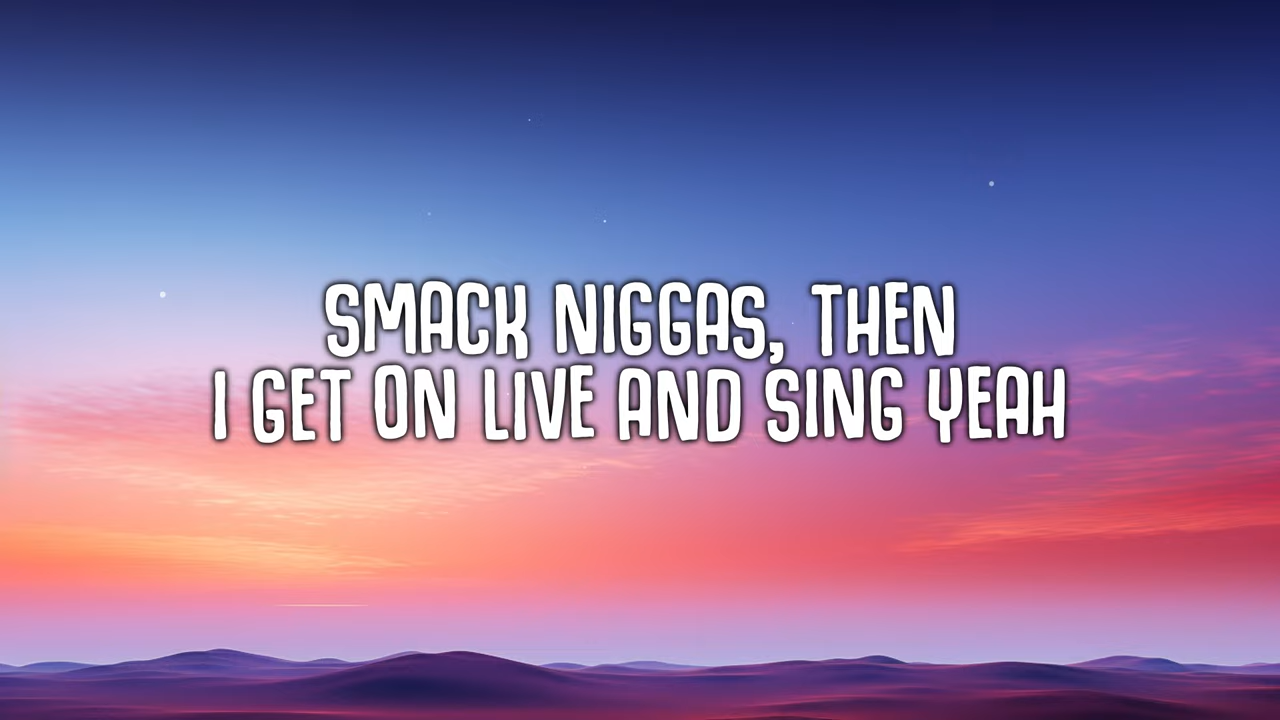 SMACK NIGGAS, THEN
I GET ON LIVE AND SING YEAH